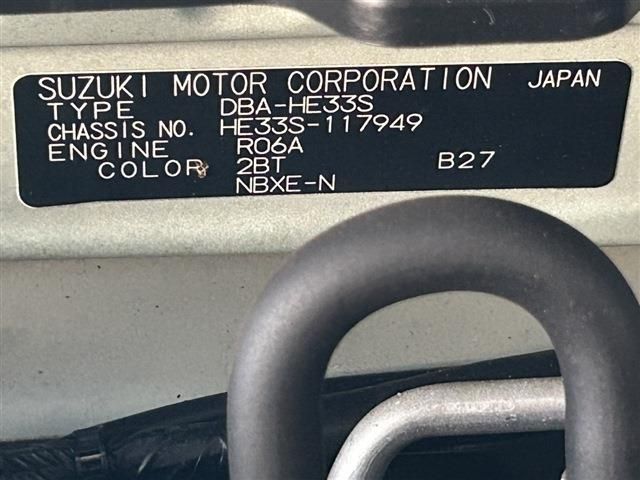 SUZUKI MOTOR CORPORATION JAPAN
TYPE DBA-HE33S
CHASSIS NO. HE33S-117949
ENGINE R06A
COLOR 2BT B27
NBXE-N